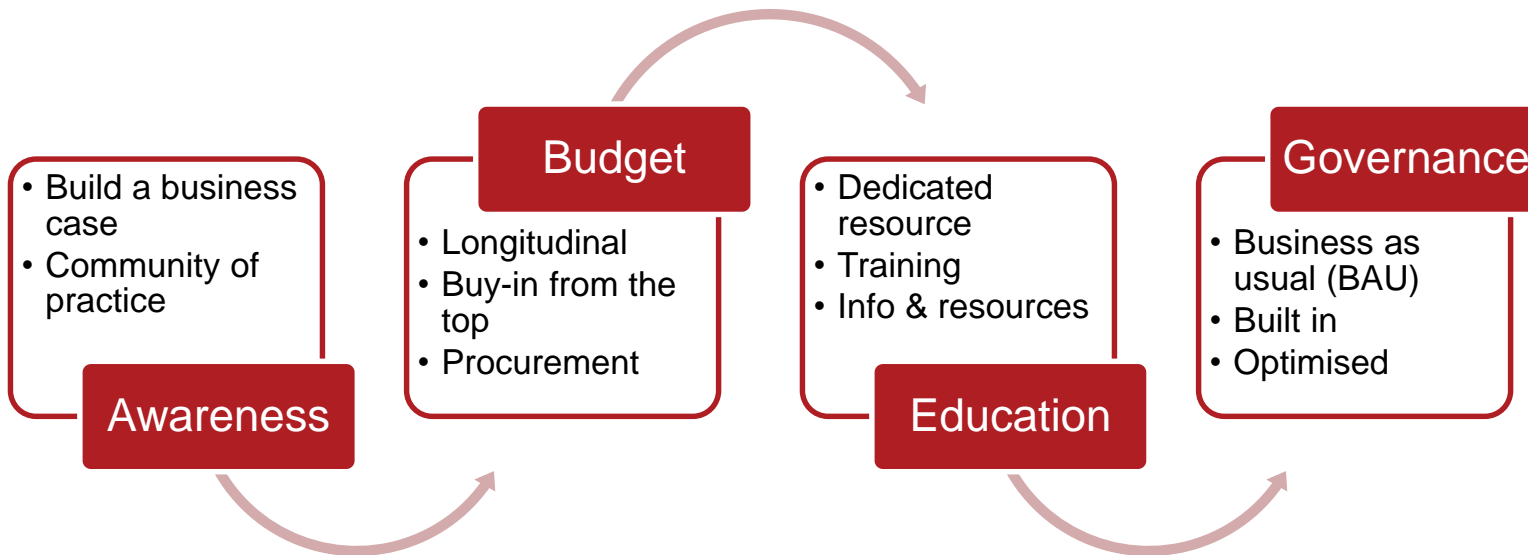 • Build a business
case
• Community of
practice
Awareness
Budget
• Longitudinal
• Buy-in from the
top
• Procurement
• Dedicated
resource
• Training
• Info & resources
Education
Governance
• Business as
usual (BAU)
• Built in
• Optimised